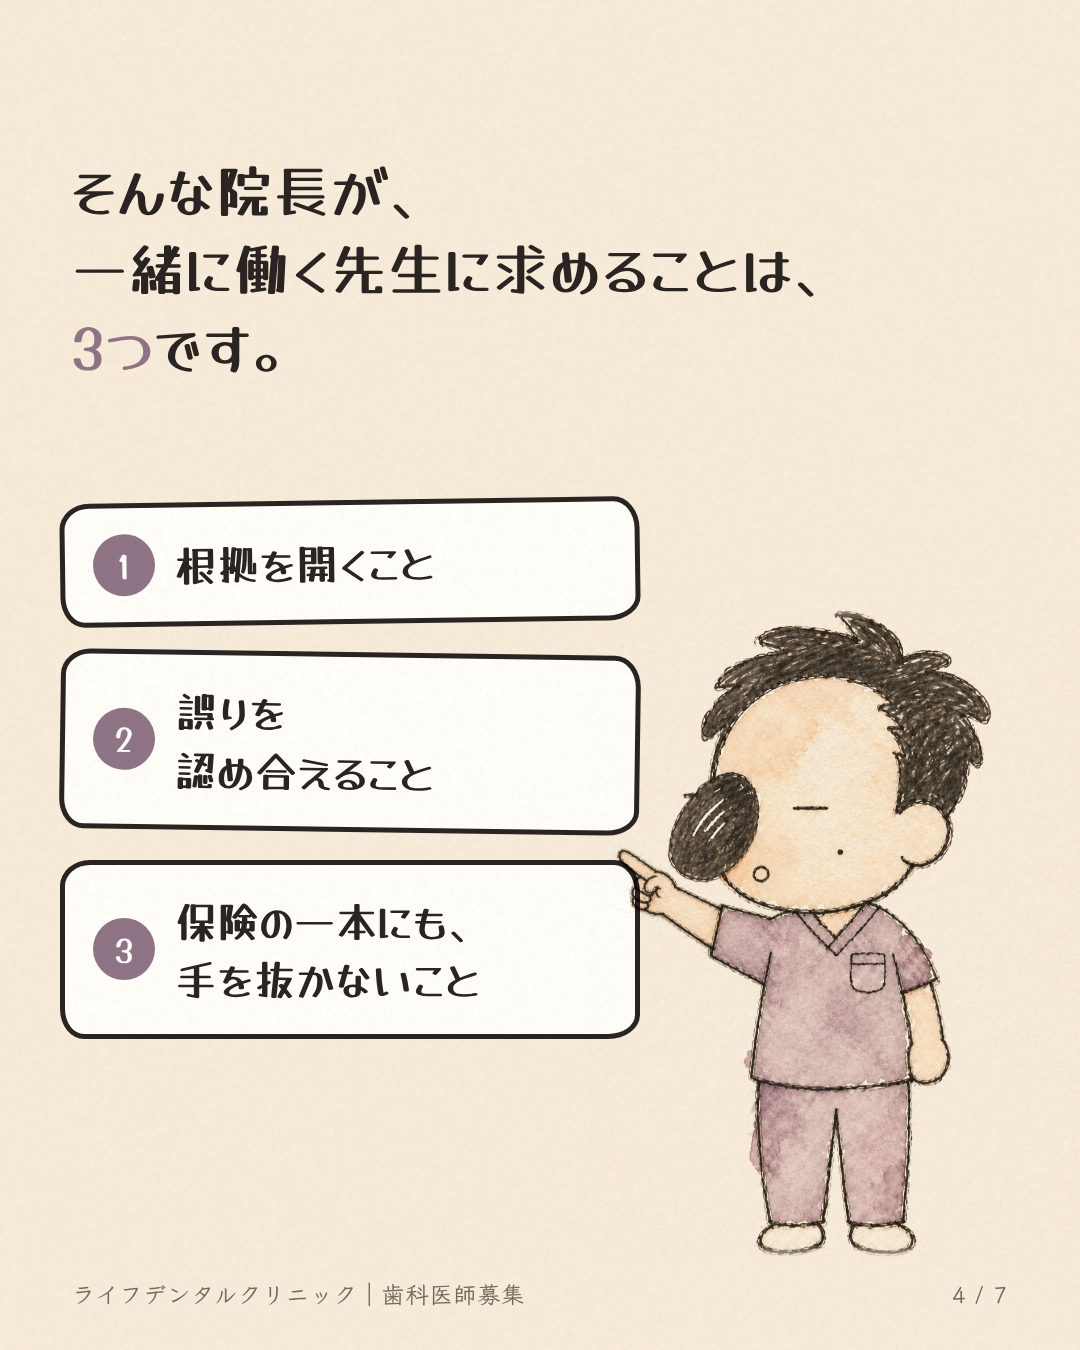 そんな院長が、
一緒に働く先生に求めることは、
3つです。
1 根拠を開くこと
2 誤りを
認め合えること
3 保険の一本にも、
手を抜かないこと
ライフデンタルクリニック｜歯科医師募集
4 / 7